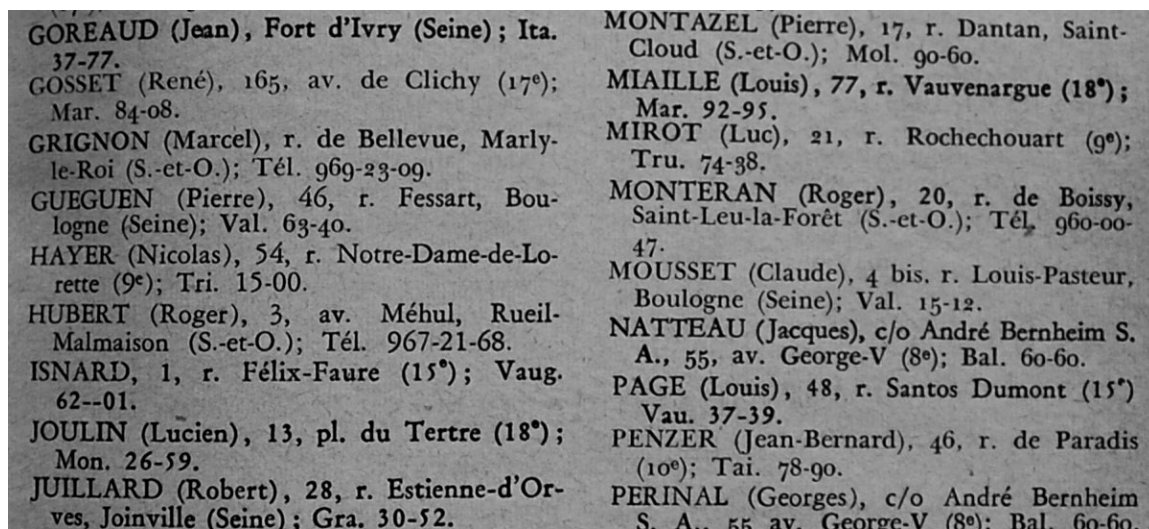 GOREAUD (Jean), Fort d'Ivry (Seine); Ita.
37-77.
GOSSET (René), 165, av. de Clichy (17e);
Mar. 84-08.
GRIGNON (Marcel), r. de Bellevue, Marly-
le-Roi (S.-et-O.); Tél. 969-23-09.
GUEGUEN (Pierre), 46, r. Fessart, Bou-
logne (Seine); Val. 63-40.
HAYER (Nicolas), 54, r. Notre-Dame-de-Lo-
rette (9e); Tri. 15-00.
HUBERT (Roger), 3, av. Méhul, Rueil-
Malmaison (S.-et-O.); Tél. 967-21-68.
ISNARD, 1, r. Félix-Faure (15e); Vaug.
62--01.
JOULIN (Lucien), 13, pl. du Tertre (18e);
Mon. 26-59.
JUILLARD (Robert), 28, r. Estienne-d'Or-
ves, Joinville (Seine); Gra. 30-52.
MONTAZEL (Pierre), 17, r. Dantan, Saint-
Cloud (S.-et-O.); Mol. 90-60.
MIAILLE (Louis), 77, r. Vauvenargue (18e);
Mar. 92-95.
MIROT (Luc), 21, r. Rochechouart (9e);
Tru. 74-38.
MONTERAN (Roger), 20, r. de Boissy,
Saint-Leu-la-Forêt (S.-et-O.); Tél. 960-00-
47.
MOUSSET (Claude), 4 bis, r. Louis-Pasteur,
Boulogne (Seine); Val. 15-12.
NATTEAU (Jacques), c/o André Bernheim S.
A., 55, av. George-V (8e); Bal. 60-60.
PAGE (Louis), 48, r. Santos Dumont (15e)
Vau. 37-39.
PENZER (Jean-Bernard), 46, r. de Paradis
(10e); Tai. 78-90.
PERINAL (Georges), c/o André Bernheim
S. A., 55 av. George-V (8e); Bal. 60-60.